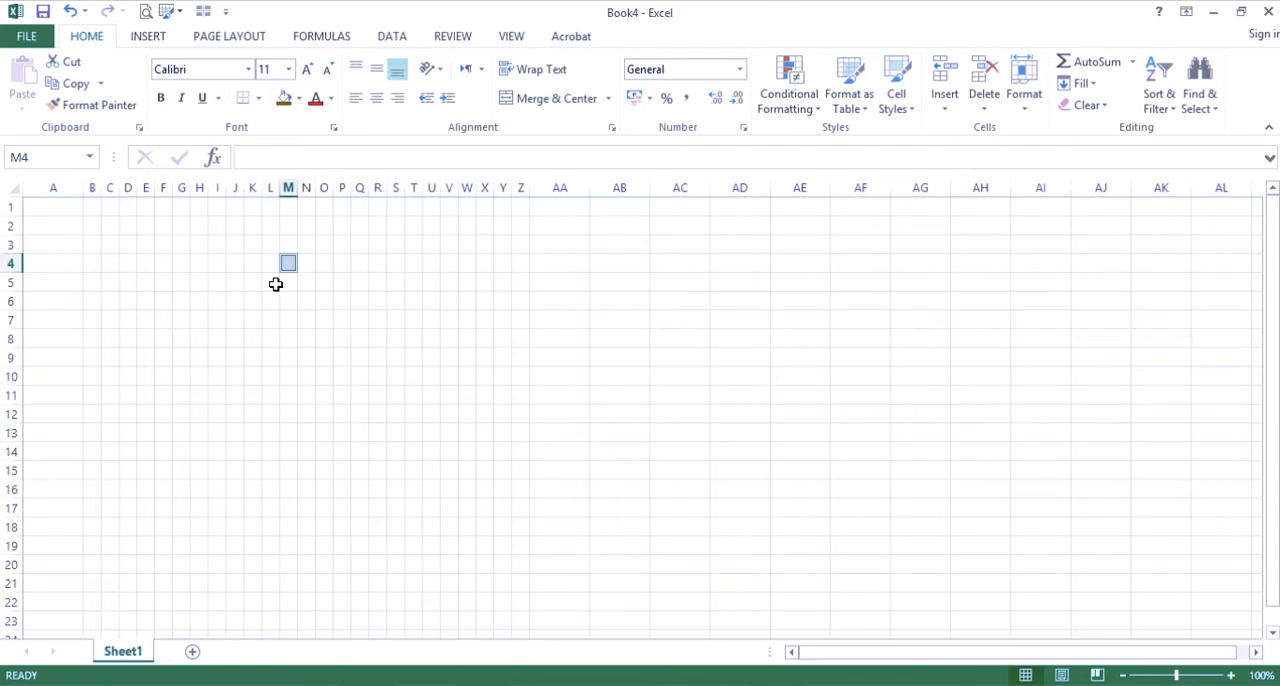 Book4 - Excel
?
FILE HOME INSERT PAGE LAYOUT FORMULAS DATA REVIEW VIEW Acrobat Sign in
Paste Cut Copy Format Painter
Clipboard
Calibri 11 A A
B I U A
Font
Wrap Text
Merge & Center
Alignment
General
% ,
Number
Conditional Formatting Format as Table Cell Styles
Styles
Insert Delete Format
Cells
AutoSum
Fill
Clear
Sort & Filter Find & Select
Editing
M4 fx
A B C D E F G H I J K L M N O P Q R S T U V W X Y Z AA AB AC AD AE AF AG AH AI AJ AK AL
1
2
3
4
5
6
7
8
9
10
11
12
13
14
15
16
17
18
19
20
21
22
23
Sheet1
READY 100%